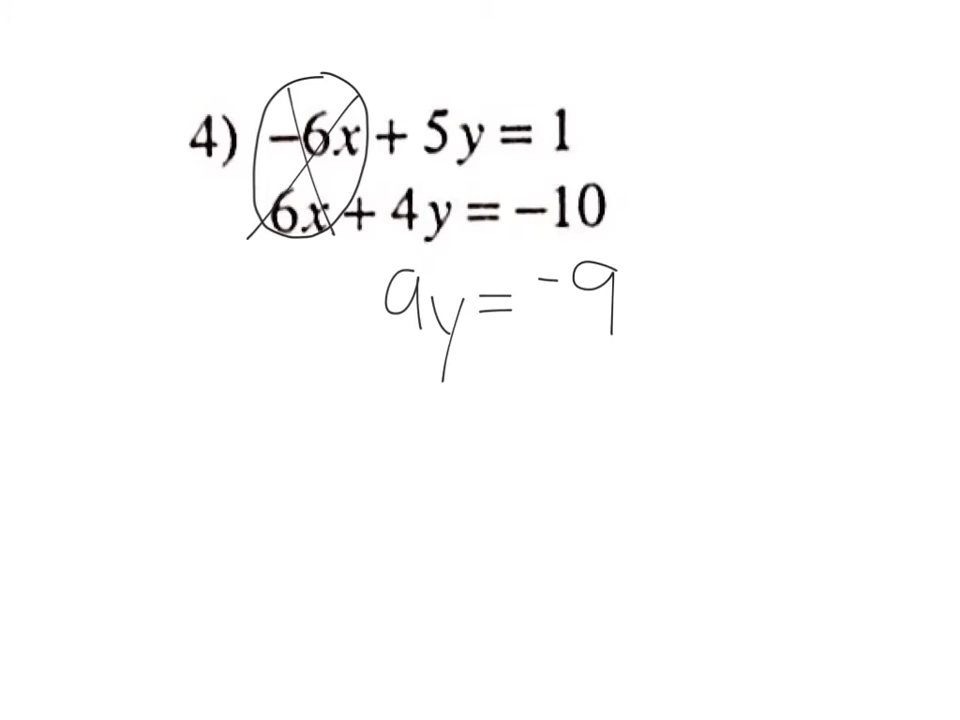 4) -6x + 5y = 1
6x + 4y = -10
9y = -9